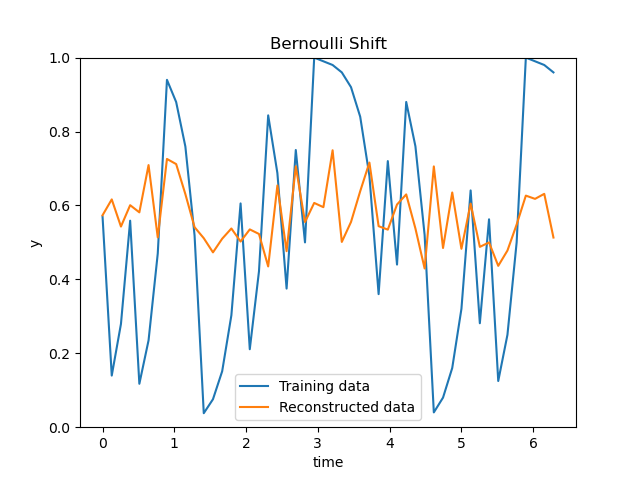 Bernoulli Shift
1.0
0.8
0.6
0.4
0.2
0.0
y
Training data
Reconstructed data
0 1 2 3 4 5 6
time